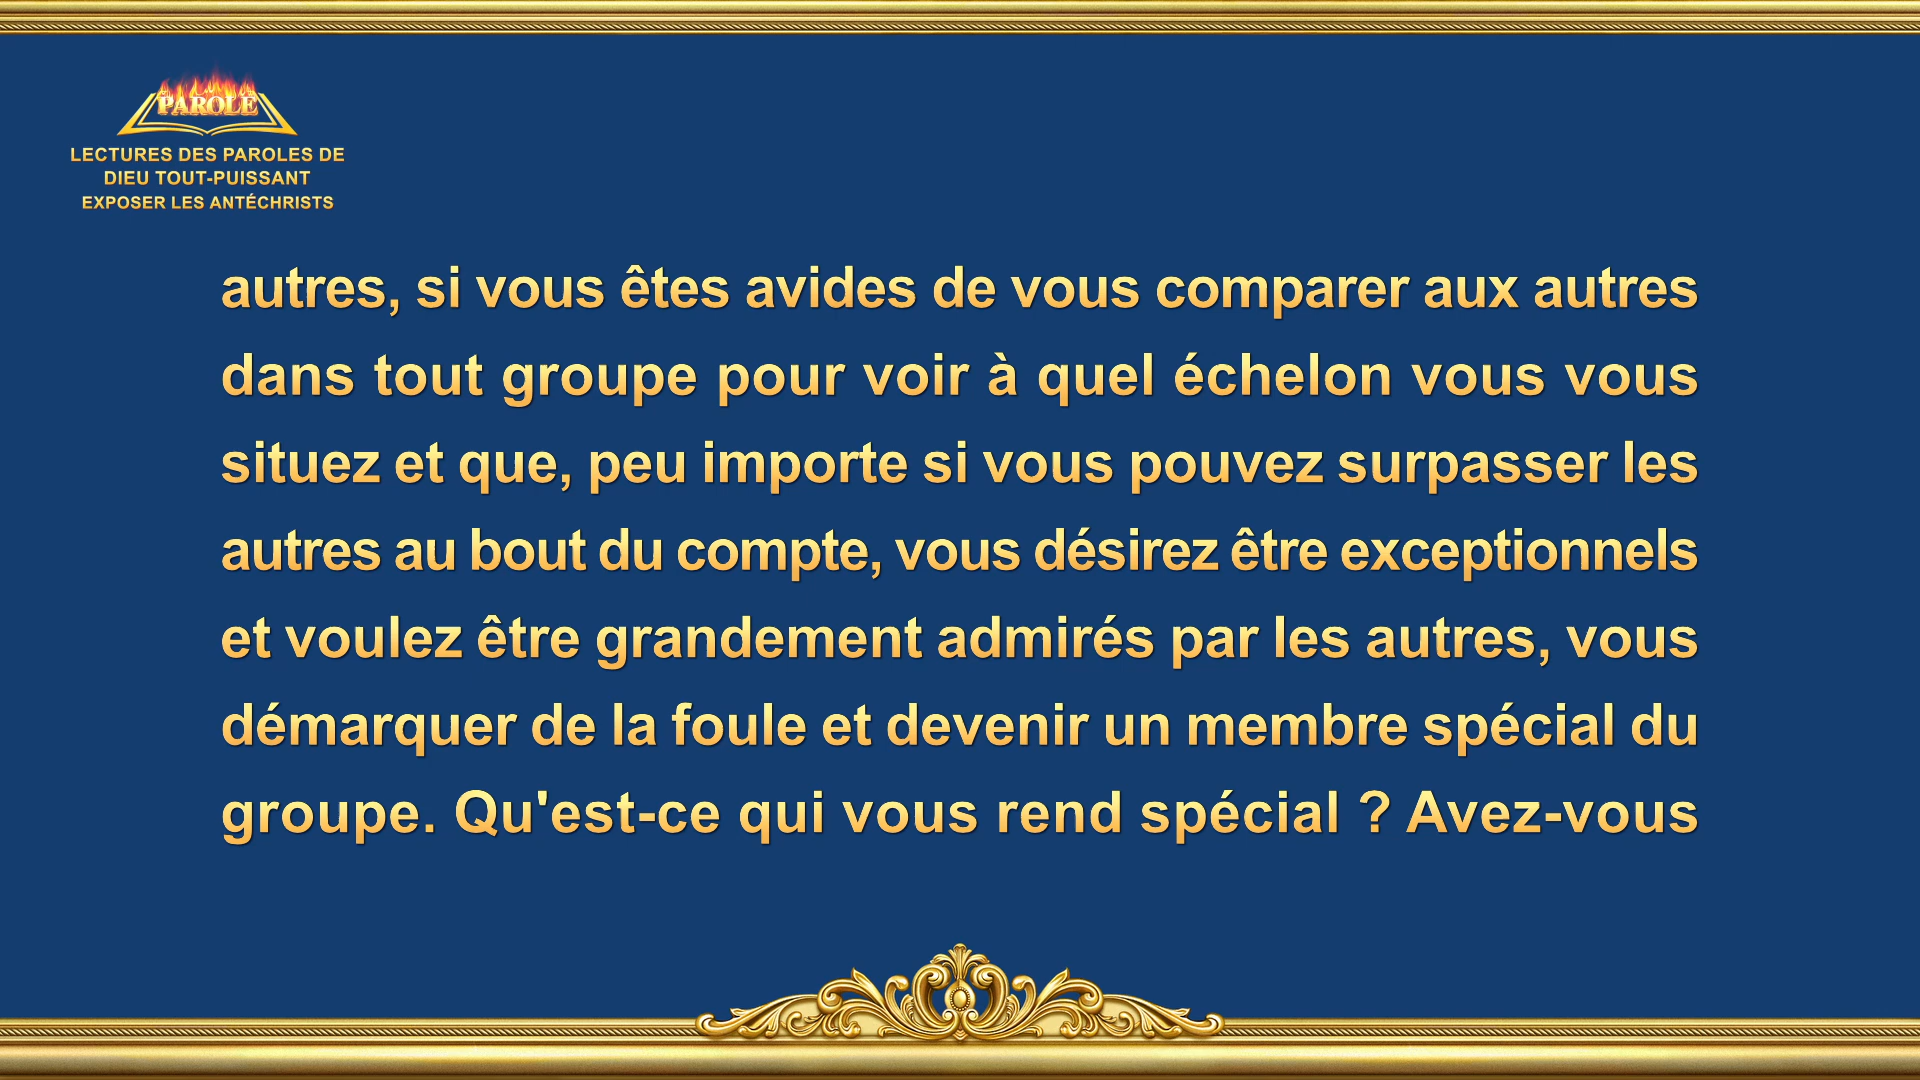 PAROLE
LECTURES DES PAROLES DE
DIEU TOUT-PUISSANT
EXPOSER LES ANTÉCHRISTS
autres, si vous êtes avides de vous comparer aux autres
dans tout groupe pour voir à quel échelon vous vous
situez et que, peu importe si vous pouvez surpasser les
autres au bout du compte, vous désirez être exceptionnels
et voulez être grandement admirés par les autres, vous
démarquer de la foule et devenir un membre spécial du
groupe. Qu'est-ce qui vous rend spécial ? Avez-vous